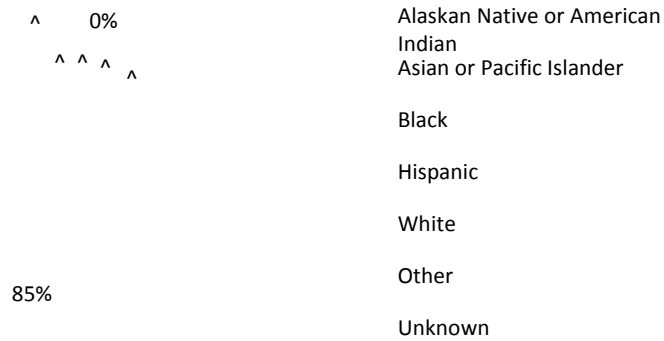 ^ 0%
^ ^ ^ ^
85%
Alaskan Native or American
Indian
Asian or Pacific Islander
Black
Hispanic
White
Other
Unknown